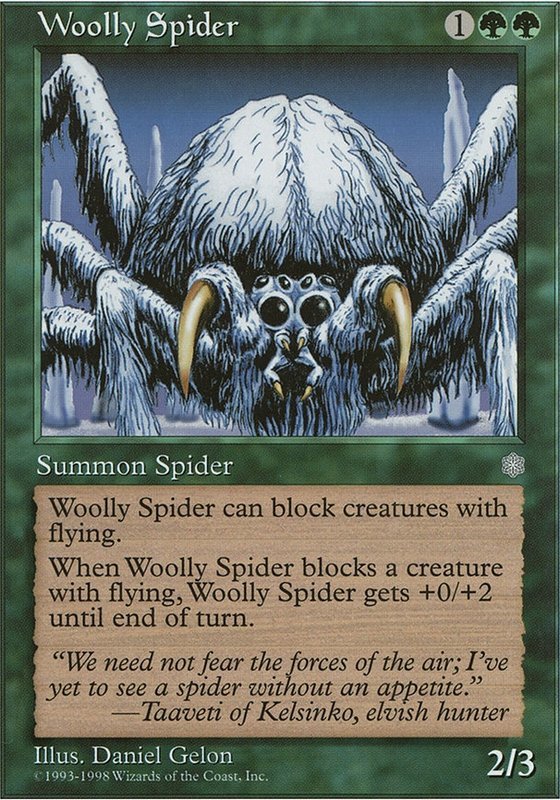 Woolly Spider 1
Summon Spider
Woolly Spider can block creatures with
flying.
When Woolly Spider blocks a creature
with flying, Woolly Spider gets +0/+2
until end of turn.
“We need not fear the forces of the air; I’ve
yet to see a spider without an appetite.”
—Taaveti of Kelsinko, elvish hunter
Illus. Daniel Gelon
©1993-1998 Wizards of the Coast, Inc.
2/3